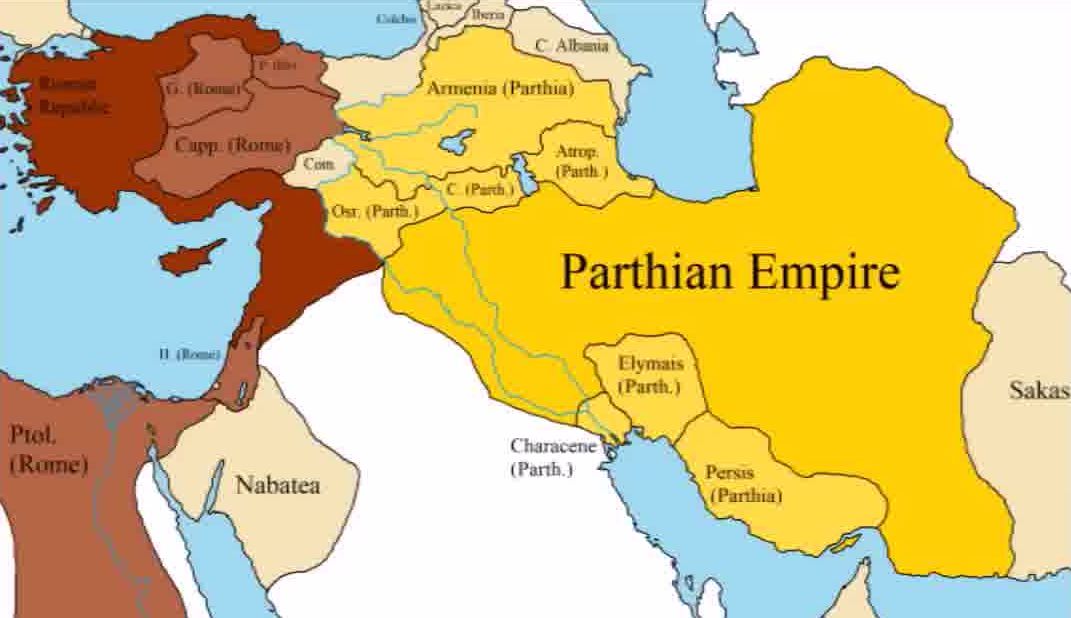 Lazica
Iberia
Colchis
C. Albania
Roman
Republic
G. (Rome)
Armenia (Parthia)
Capp. (Rome)
Com.
Atrop.
(Parth.)
C. (Parth.)
Osr. (Parth.)
Parthian Empire
H. (Rome)
Elymais
(Parth.)
Sakas
Ptol.
(Rome)
Characene
(Parth.)
Nabatea
Persis
(Parthia)